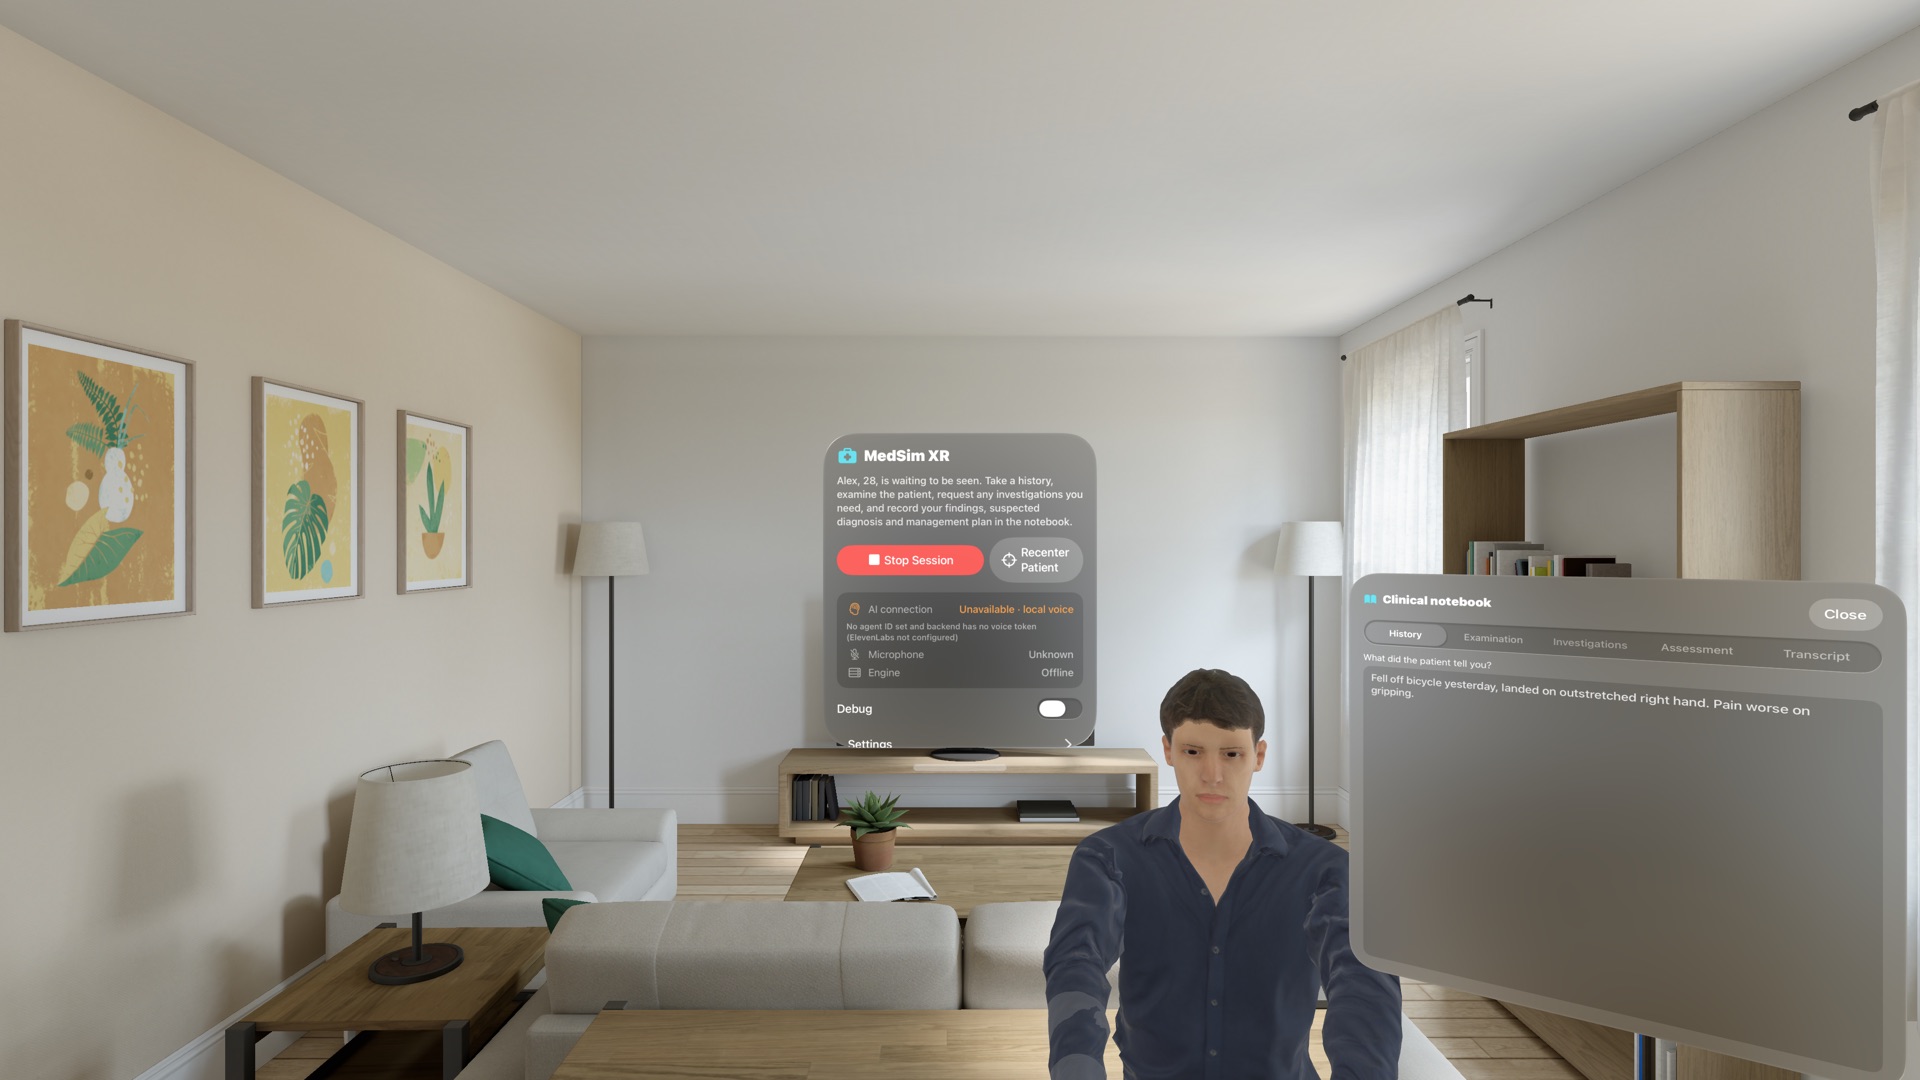 MedSim XR
Alex, 28, is waiting to be seen. Take a history,
examine the patient, request any investigations you
need, and record your findings, suspected
diagnosis and management plan in the notebook.
Stop Session
Recenter
Patient
AI connection Unavailable · local voice
No agent ID set and backend has no voice token
(ElevenLabs not configured)
Microphone Unknown
Engine Offline
Debug
Settings
Clinical notebook
Close
History Examination Investigations Assessment Transcript
What did the patient tell you?
Fell off bicycle yesterday, landed on outstretched right hand. Pain worse on
gripping.